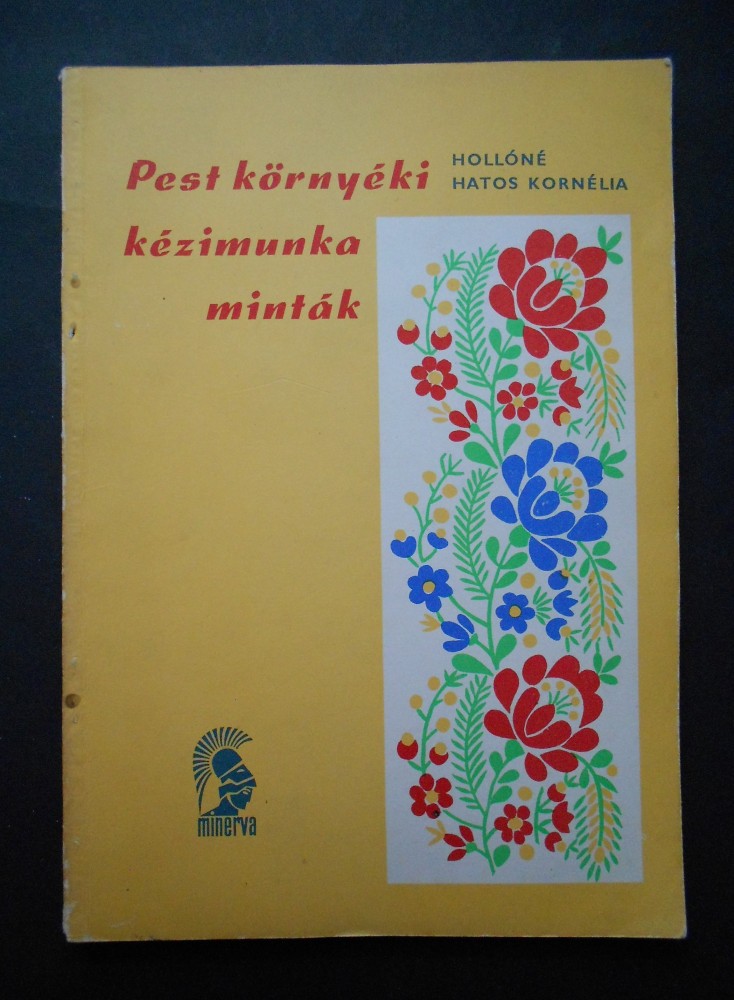 Pest környéki
kézimunka
minták
HOLLÓNÉ
HATOS KORNÉLIA
minerva